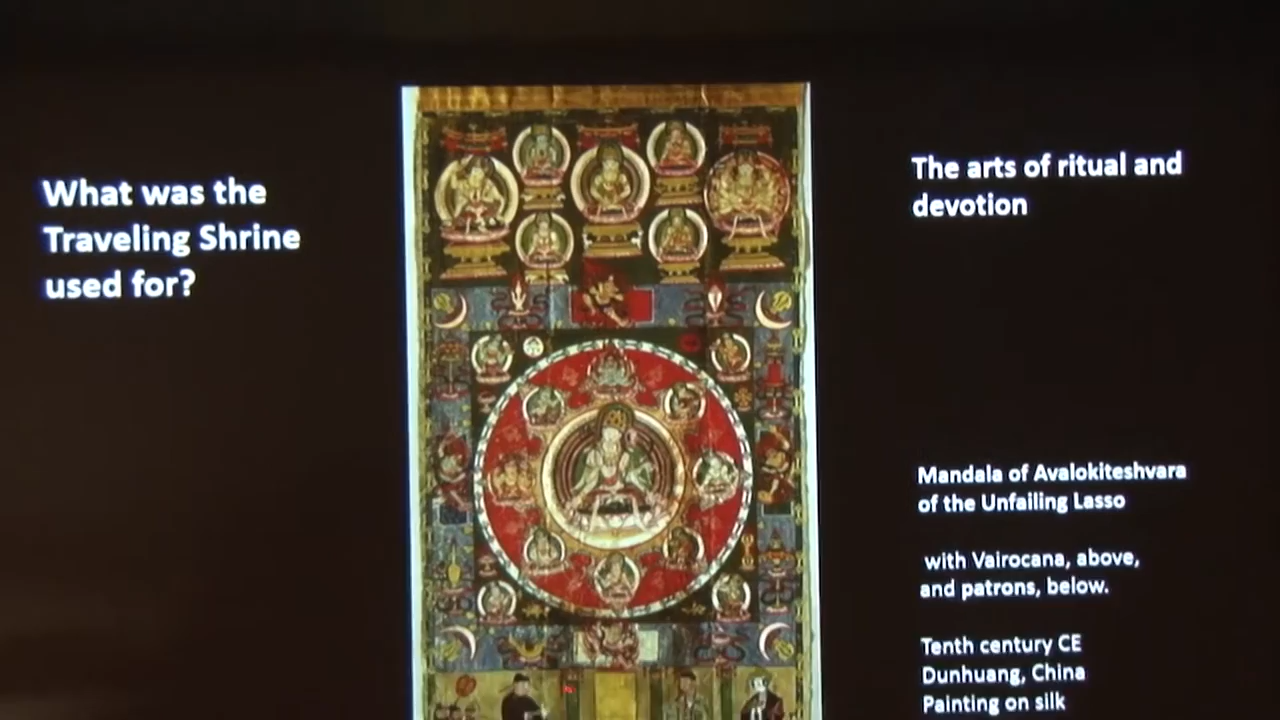 What was the
Traveling Shrine
used for?
The arts of ritual and
devotion
Mandala of Avalokiteshvara
of the Unfailing Lasso
with Vairocana, above,
and patrons, below.
Tenth century CE
Dunhuang, China
Painting on silk